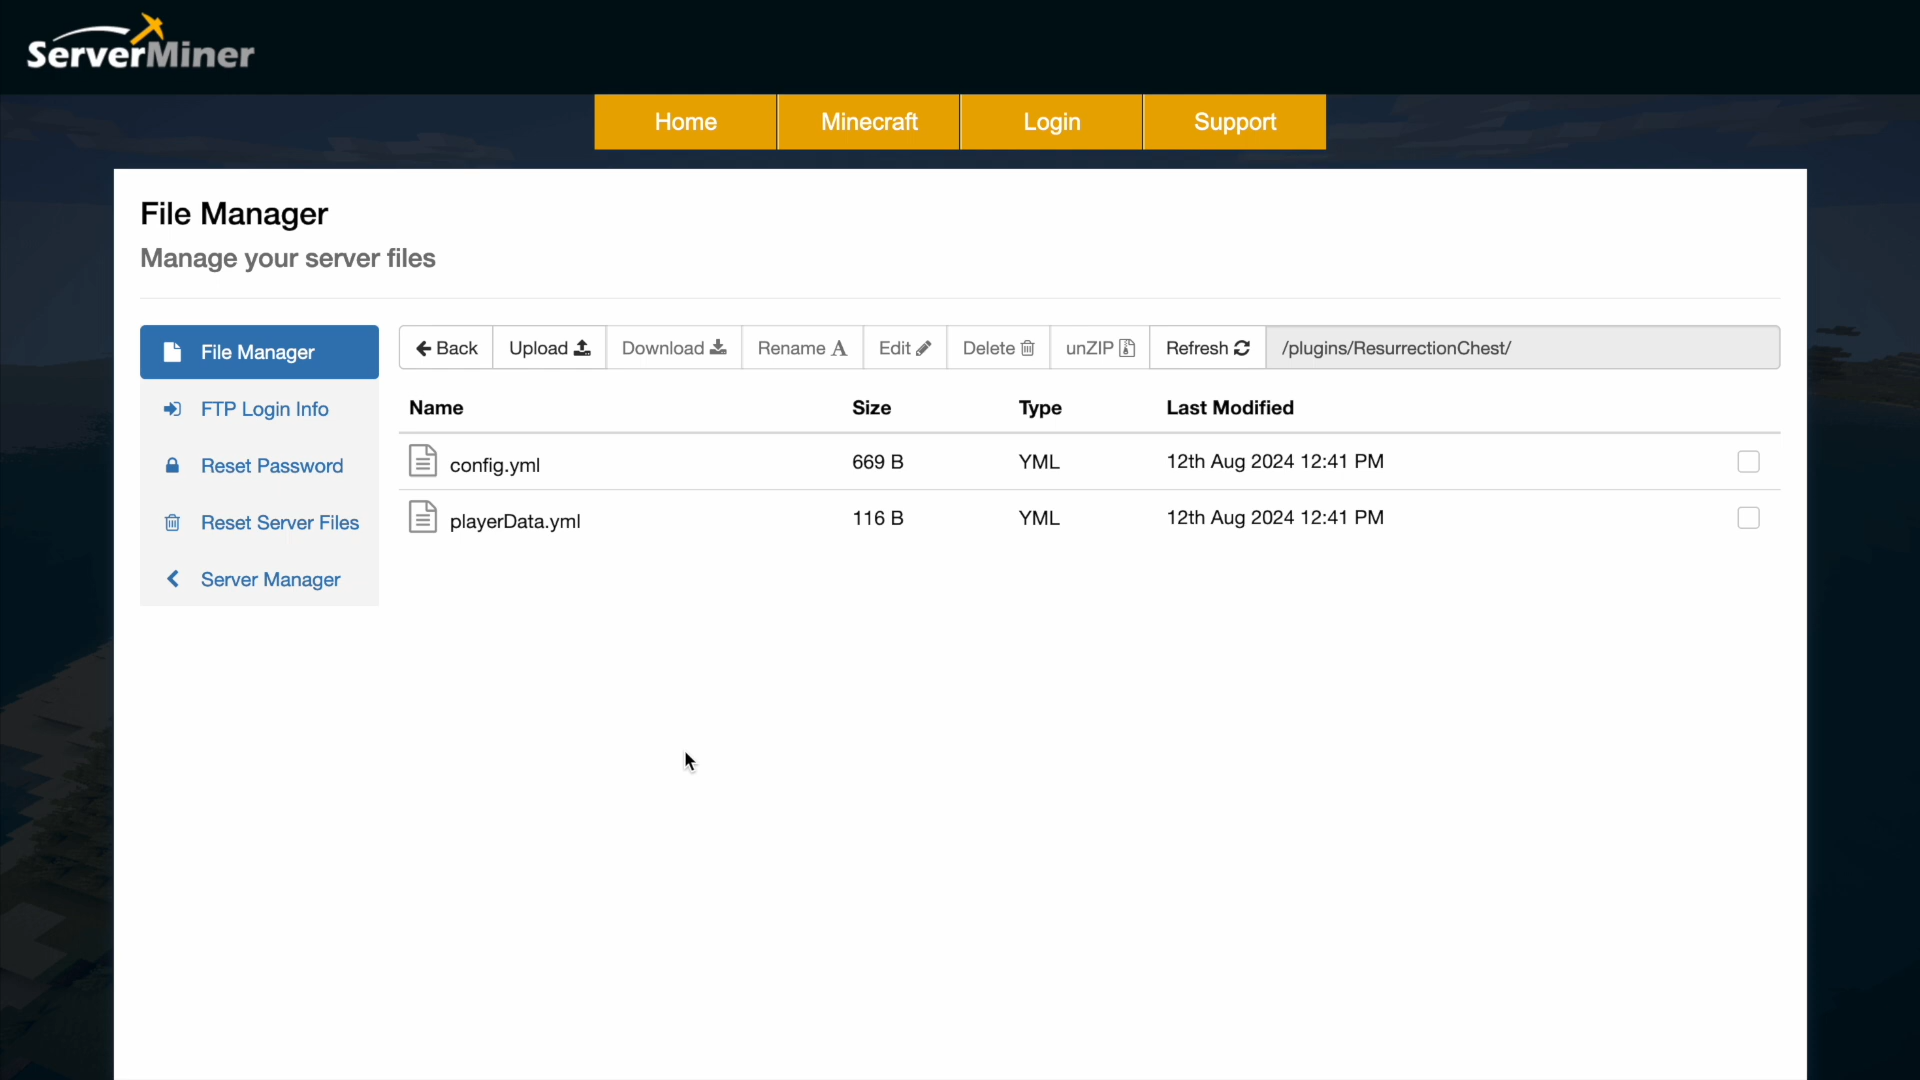 ServerMiner
Home Minecraft Login Support
File Manager
Manage your server files
File Manager
FTP Login Info
Reset Password
Reset Server Files
Server Manager
Back Upload Download Rename Edit Delete unZIP Refresh /plugins/ResurrectionChest/
Name Size Type Last Modified
config.yml 669 B YML 12th Aug 2024 12:41 PM
playerData.yml 116 B YML 12th Aug 2024 12:41 PM